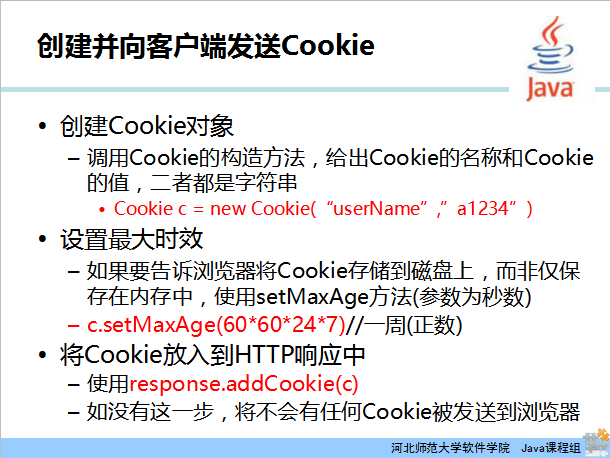 创建并向客户端发送Cookie
Java
• 创建Cookie对象
– 调用Cookie的构造方法，给出Cookie的名称和Cookie
的值，二者都是字符串
• Cookie c = new Cookie(“userName”,”a1234”)
• 设置最大时效
– 如果要告诉浏览器将Cookie存储到磁盘上，而非仅保
存在内存中，使用setMaxAge方法(参数为秒数)
– c.setMaxAge(60*60*24*7)//一周(正数)
• 将Cookie放入到HTTP响应中
– 使用response.addCookie(c)
– 如没有这一步，将不会有任何Cookie被发送到浏览器
河北师范大学软件学院 Java课程组